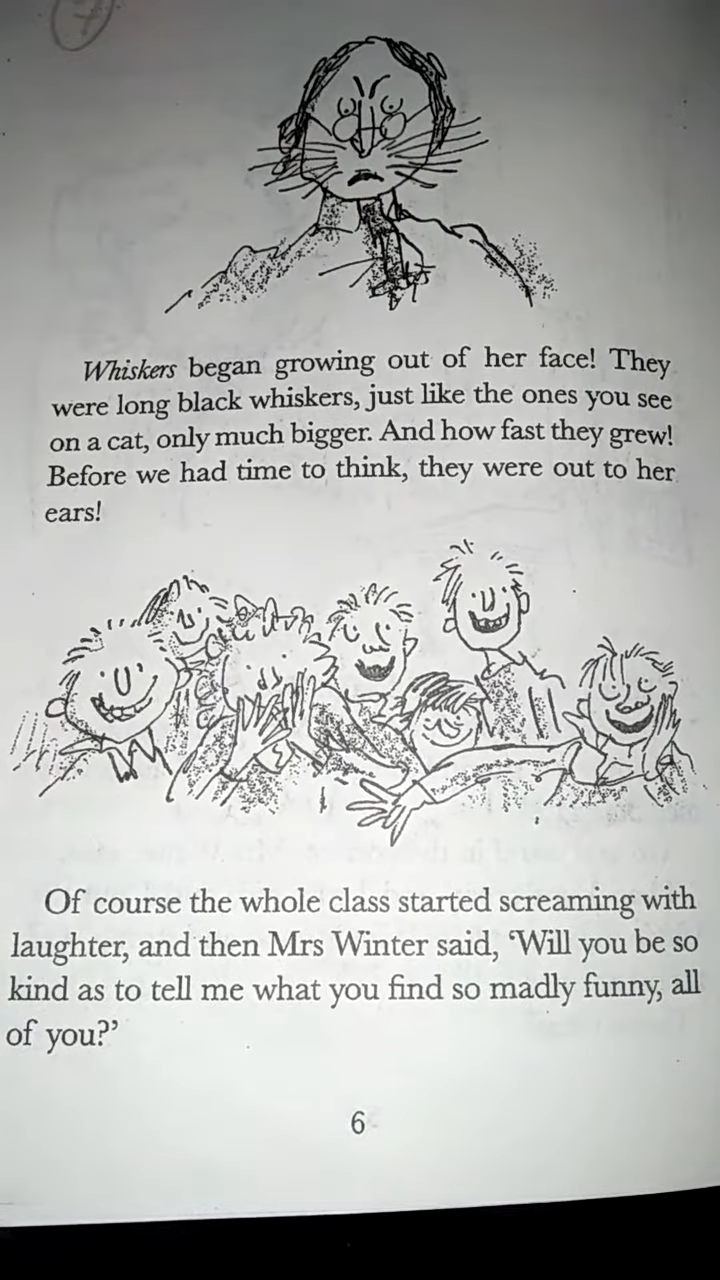 7
Whiskers began growing out of her face! They
were long black whiskers, just like the ones you see
on a cat, only much bigger. And how fast they grew!
Before we had time to think, they were out to her
ears!
Of course the whole class started screaming with
laughter, and then Mrs Winter said, ‘Will you be so
kind as to tell me what you find so madly funny, all
of you?’
6